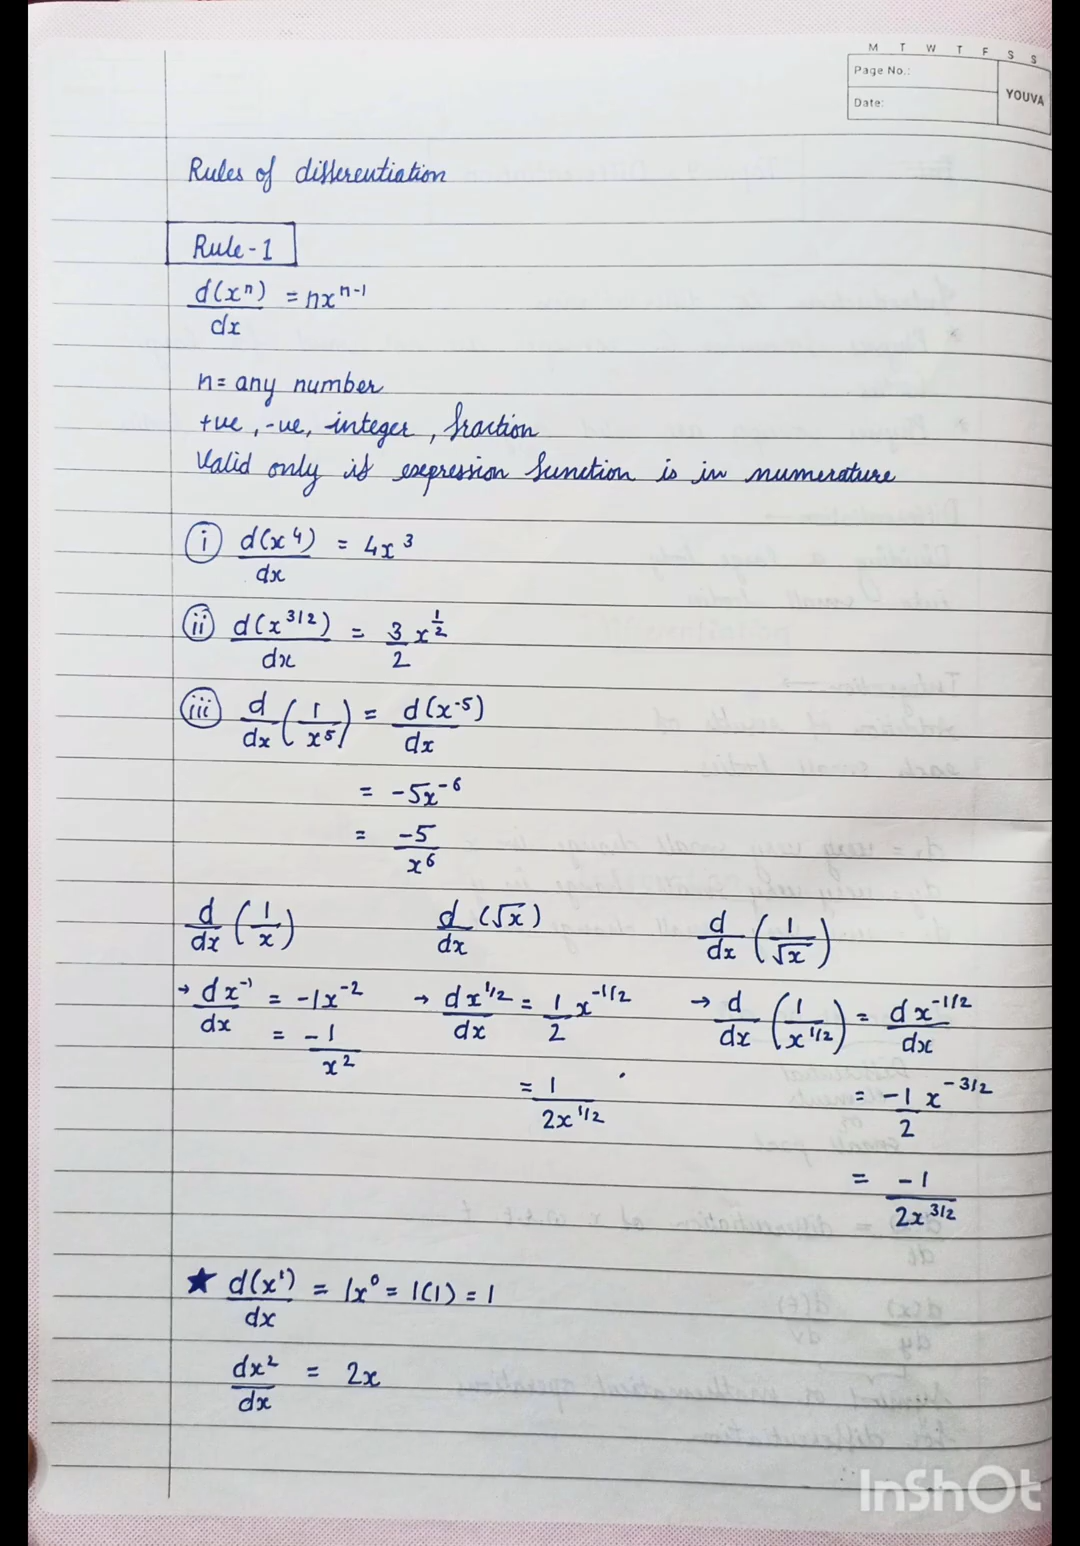 M T W T F S S
Page No.:
YOUVA
Date:
Rules of differentiation
Rule-1
d(xⁿ)/dx = nxⁿ⁻¹
n= any number
+ve, -ve, integer, fraction
Valid only if expression function is in numerature
(i) d(x⁴)/dx = 4x³
(ii) d(x^3/2)/dx = 3/2 x^1/2
(iii) d/dx (1/x⁵) = d(x⁻⁵)/dx
= -5x⁻⁶
= -5/x⁶
d/dx (1/x)
→ dx⁻¹/dx = -1x⁻²
= -1/x²
d/dx (√x)
→ dx^1/2/dx = 1/2 x^-1/2
= 1/2x^1/2
d/dx (1/√x)
→ d/dx (1/x^1/2) = dx^-1/2/dx
= -1/2 x^-3/2
= -1/2x^3/2
★ d(x¹)/dx = 1x⁰ = 1(1) = 1
dx²/dx = 2x
InShOt